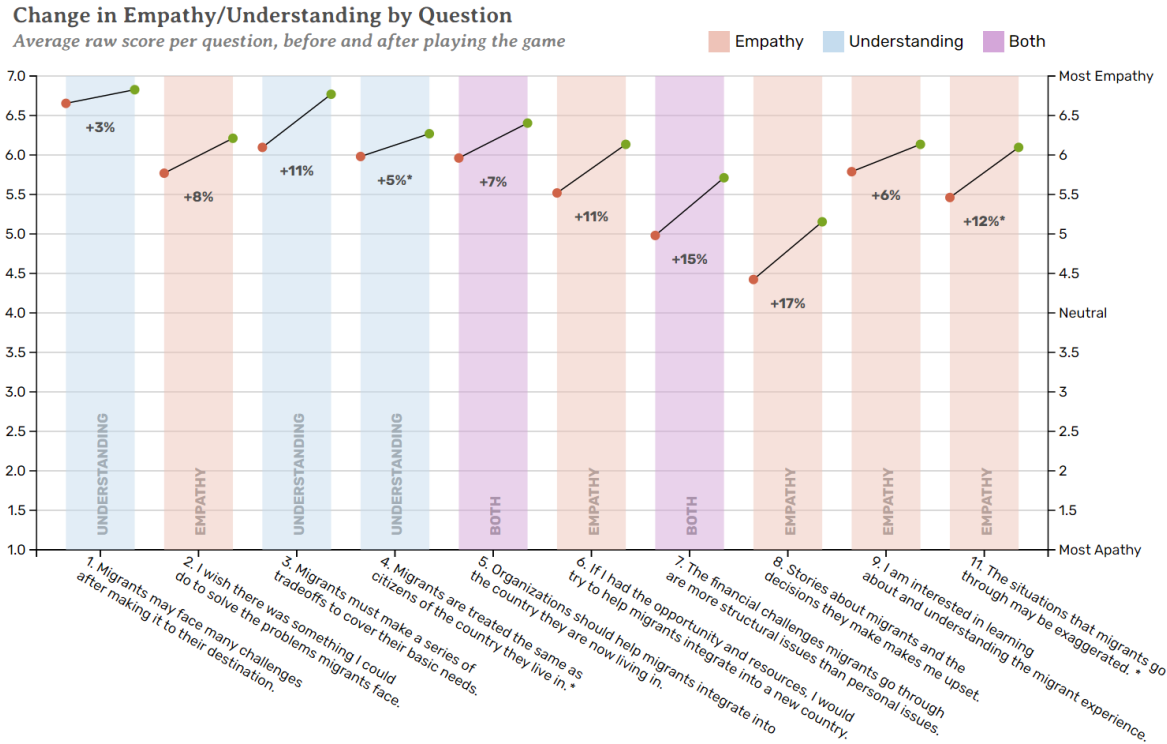 Change in Empathy/Understanding by Question
Average raw score per question, before and after playing the game
Empathy
Understanding
Both
7.0
6.5
6.0
5.5
5.0
4.5
4.0
3.5
3.0
2.5
2.0
1.5
1.0
Most Empathy
6.5
6
5.5
5
4.5
Neutral
3.5
3
2.5
2
1.5
Most Apathy
+3%
+8%
+11%
+5%*
+7%
+11%
+15%
+17%
+6%
+12%*
UNDERSTANDING
EMPATHY
UNDERSTANDING
UNDERSTANDING
BOTH
EMPATHY
BOTH
EMPATHY
EMPATHY
EMPATHY
1. Migrants may face many challenges
after making it to their destination.
2. I wish there was something I could
do to solve the problems migrants face.
3. Migrants must make a series of
tradeoffs to cover their basic needs.
4. Migrants are treated the same as
citizens of the country they live in. *
5. Organizations should help migrants integrate into
the country they are now living in.
6. If I had the opportunity and resources, I would
try to help migrants integrate into a new country.
7. The financial challenges migrants go through
are more structural issues than personal issues.
8. Stories about migrants and the
decisions they make makes me upset.
9. I am interested in learning
about and understanding the migrant experience.
11. The situations that migrants go
through may be exaggerated. *